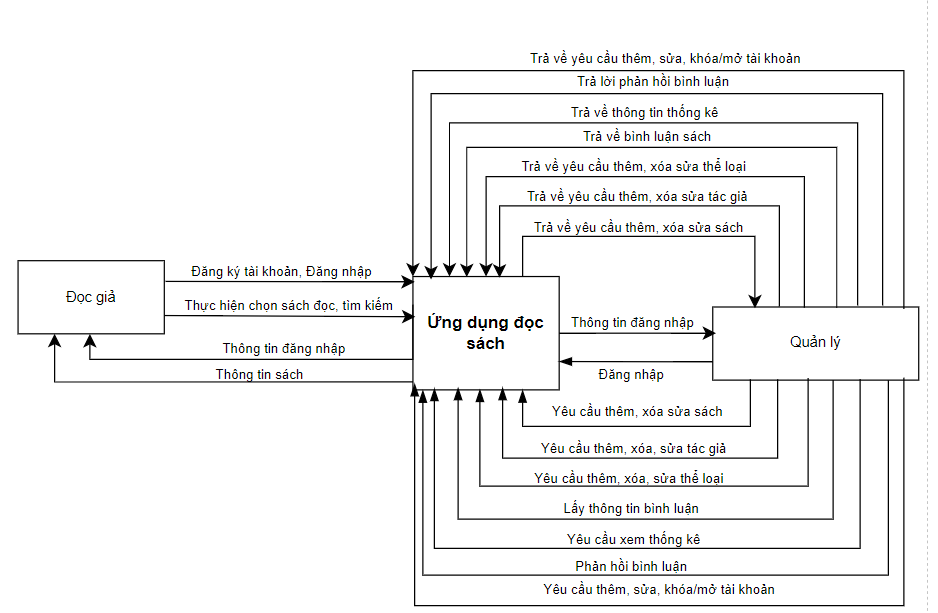 Trả về yêu cầu thêm, sửa, khóa/mở tài khoản
Trả lời phản hồi bình luận
Trả về thông tin thống kê
Trả về bình luận sách
Trả về yêu cầu thêm, xóa sửa thể loại
Trả về yêu cầu thêm, xóa sửa tác giả
Trả về yêu cầu thêm, xóa sửa sách
Đăng ký tài khoản, Đăng nhập
Đọc giả
Thực hiện chọn sách đọc, tìm kiếm
Ứng dụng đọc
sách
Thông tin đăng nhập
Quản lý
Thông tin đăng nhập
Thông tin sách
Đăng nhập
Yêu cầu thêm, xóa sửa sách
Yêu cầu thêm, xóa, sửa tác giả
Yêu cầu thêm, xóa, sửa thể loại
Lấy thông tin bình luận
Yêu cầu xem thống kê
Phản hồi bình luận
Yêu cầu thêm, sửa, khóa/mở tài khoản